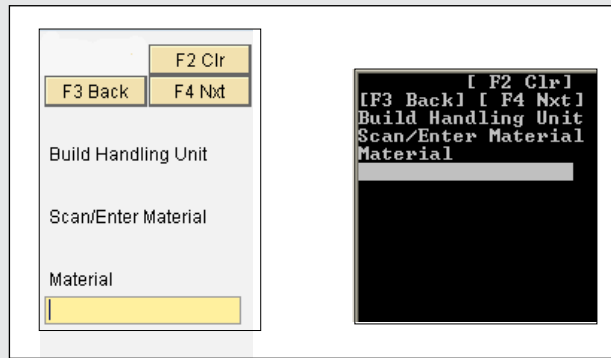 F2 Clr
F3 Back F4 Nxt
Build Handling Unit
Scan/Enter Material
Material
[ F2 Clr]
[F3 Back] [ F4 Nxt]
Build Handling Unit
Scan/Enter Material
Material